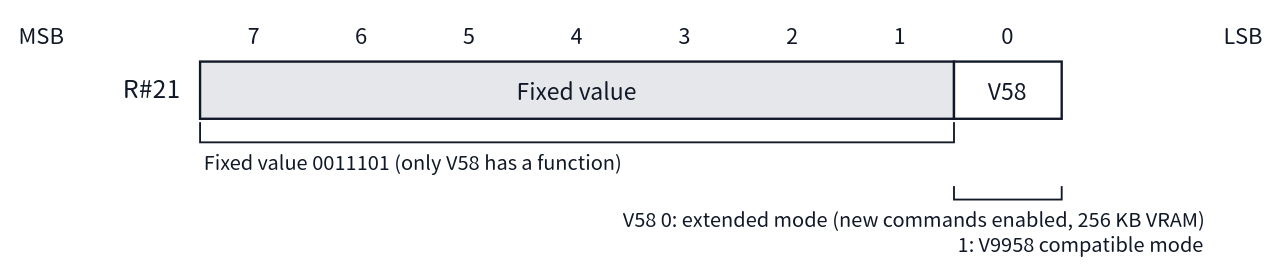 MSB 7 6 5 4 3 2 1 0 LSB
R#21 Fixed value V58
Fixed value 0011101 (only V58 has a function)
V58 0: extended mode (new commands enabled, 256 KB VRAM)
1: V9958 compatible mode